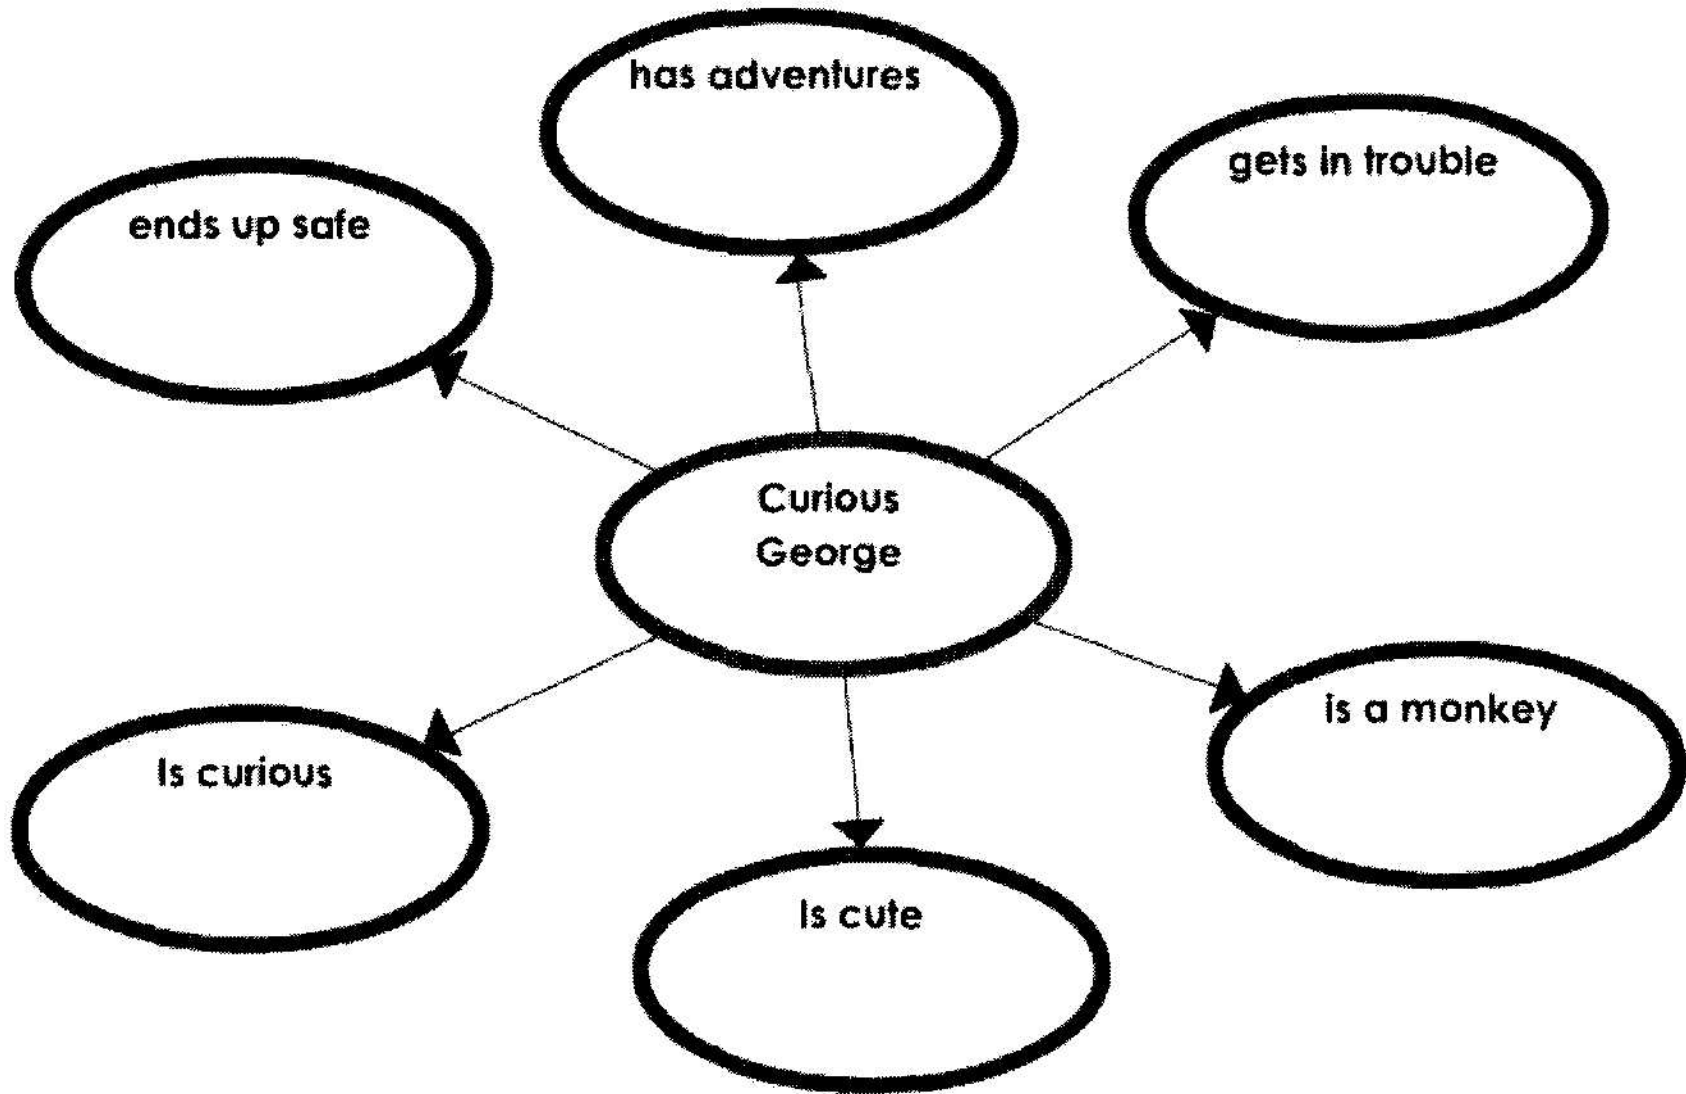 has adventures
gets in trouble
ends up safe
Curious
George
is a monkey
Is curious
Is cute